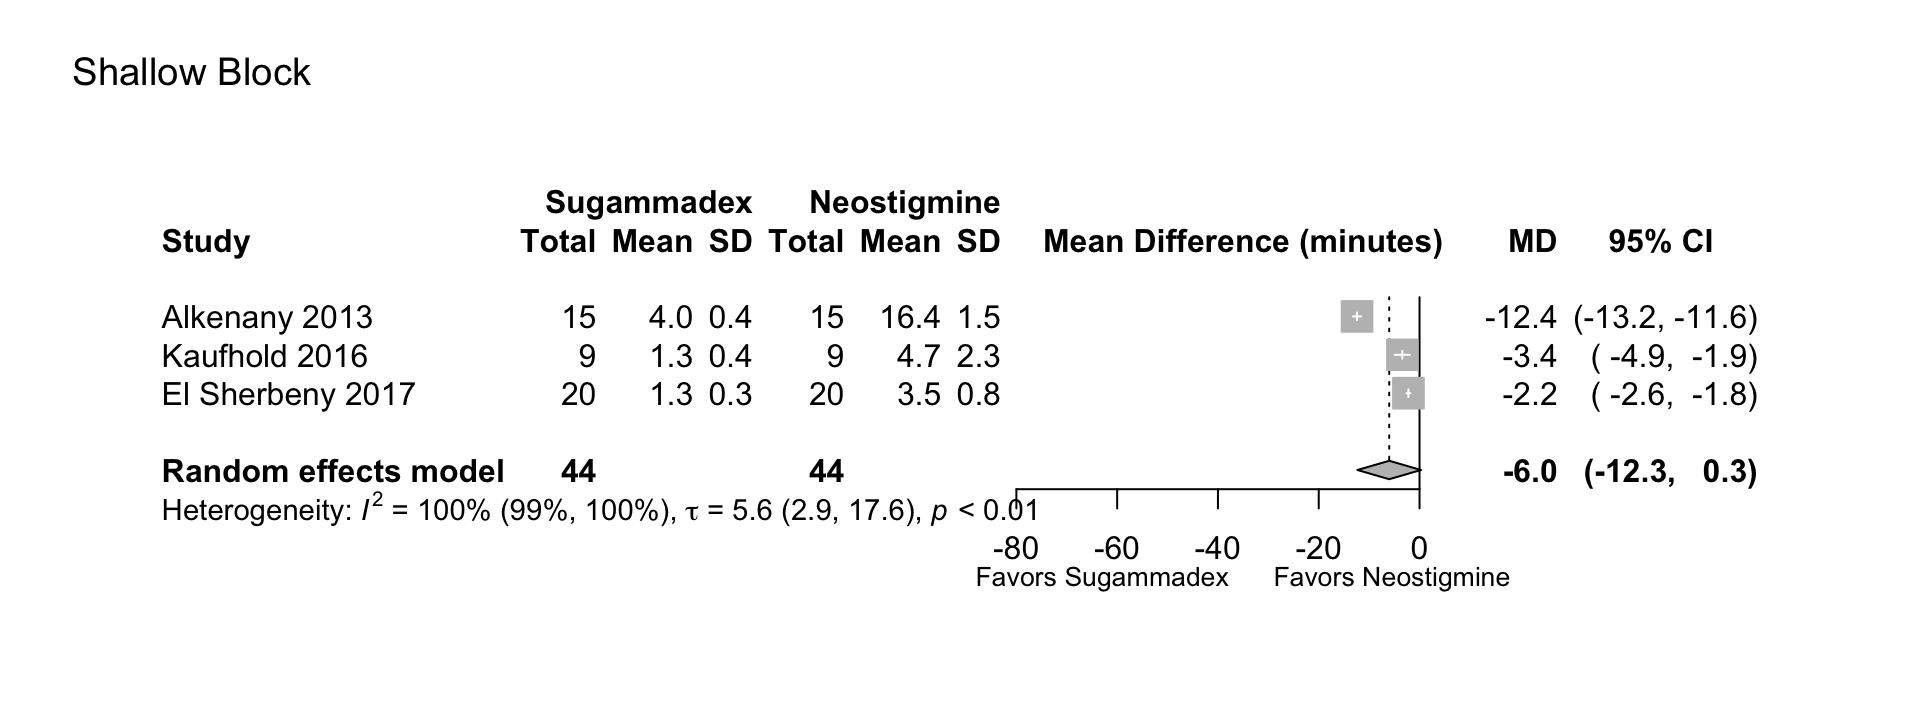 Shallow Block
Sugammadex Neostigmine
Study Total Mean SD Total Mean SD Mean Difference (minutes) MD 95% CI
Alkenany 2013 15 4.0 0.4 15 16.4 1.5 -12.4 (-13.2, -11.6)
Kaufhold 2016 9 1.3 0.4 9 4.7 2.3 -3.4 ( -4.9, -1.9)
El Sherbeny 2017 20 1.3 0.3 20 3.5 0.8 -2.2 ( -2.6, -1.8)
Random effects model 44 44 -6.0 (-12.3, 0.3)
Heterogeneity: I² = 100% (99%, 100%), τ = 5.6 (2.9, 17.6), p < 0.01
-80 -60 -40 -20 0
Favors Sugammadex Favors Neostigmine